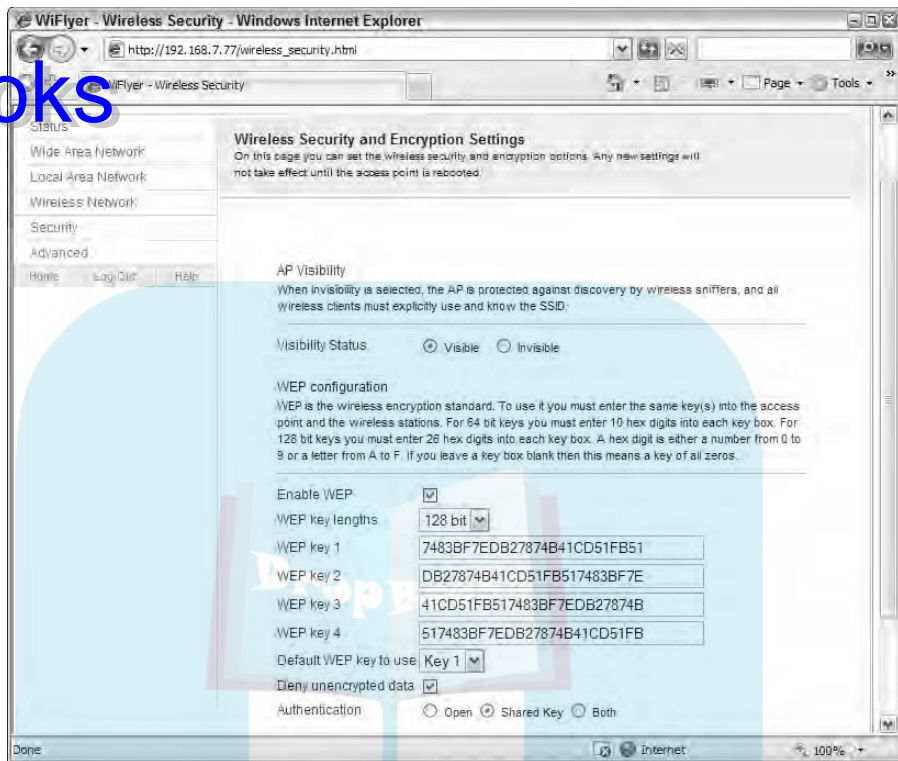 WiFlyer - Wireless Security - Windows Internet Explorer
http://192.168.7.77/wireless_security.html
oks
WiFlyer - Wireless Security
Page
Tools
Status
Wide Area Network
Local Area Network
Wireless Network
Security
Advanced
Home Log Out Help
Wireless Security and Encryption Settings
On this page you can set the wireless security and encryption options. Any new settings will
not take effect until the access point is rebooted.
AP Visibility
When Invisibility is selected, the AP is protected against discovery by wireless sniffers, and all
wireless clients must explicitly use and know the SSID.
Visibility Status Visible Invisible
WEP configuration
WEP is the wireless encryption standard. To use it you must enter the same key(s) into the access
point and the wireless stations. For 64 bit keys you must enter 10 hex digits into each key box. For
128 bit keys you must enter 26 hex digits into each key box. A hex digit is either a number from 0 to
9 or a letter from A to F. If you leave a key box blank then this means a key of all zeros.
Enable WEP
WEP key lengths 128 bit
WEP key 1 7483BF7EDB27874B41CD51FB51
WEP key 2 DB27874B41CD51FB517483BF7E
WEP key 3 41CD51FB517483BF7EDB27874B
WEP key 4 517483BF7EDB27874B41CD51FB
Default WEP key to use Key 1
Deny unencrypted data
Authentication Open Shared Key Both
Done Internet 100%